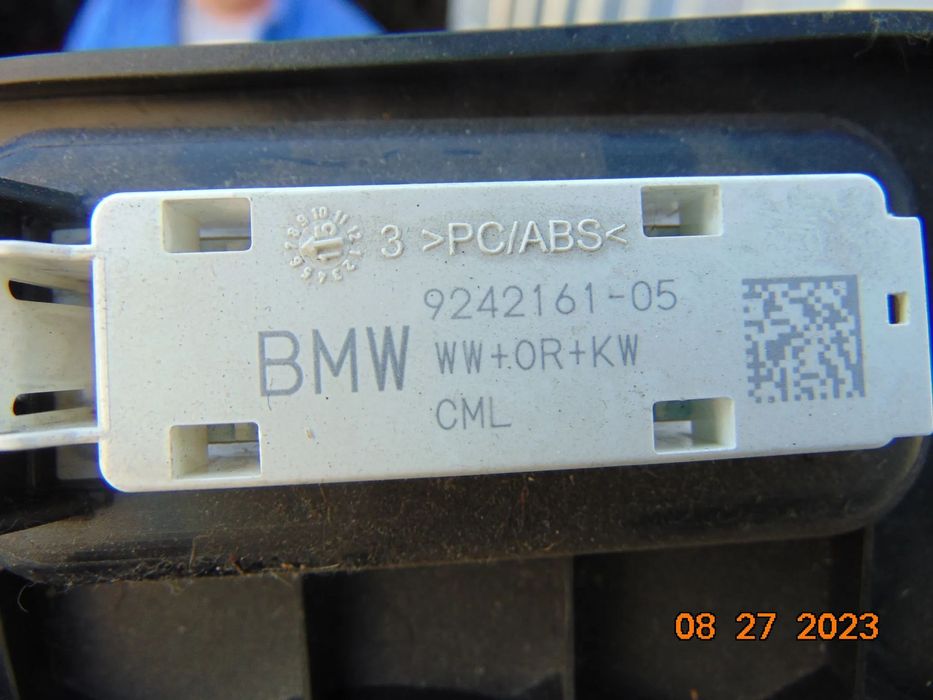 3 >PC/ABS<
9242161-05
BMW
WW+OR+KW
CML
08 27 2023